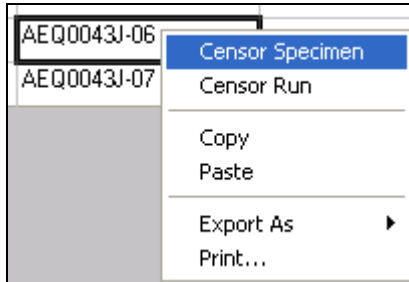 AEQ0043J-06
AEQ0043J-07
Censor Specimen
Censor Run
Copy
Paste
Export As
Print...